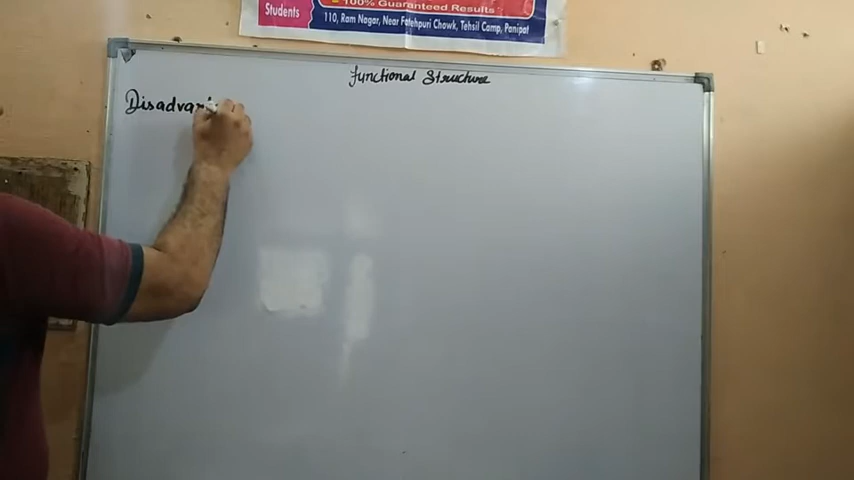 100% Guaranteed Results
Students
110, Ram Nagar, Near Fatehpuri Chowk, Tehsil Camp, Panipat
Functional Structure
Disadvan